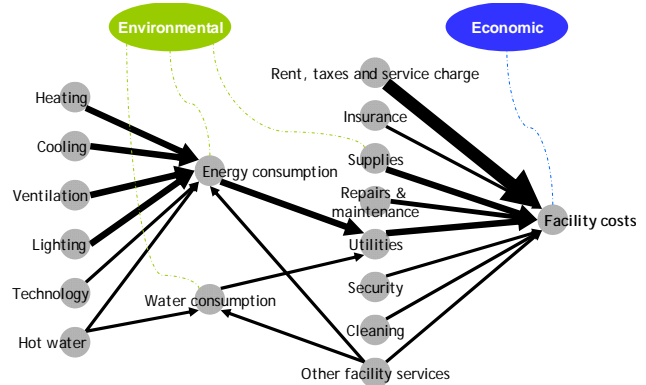 Environmental
Economic
Rent, taxes and service charge
Heating
Insurance
Cooling
Supplies
Energy consumption
Ventilation
Repairs &
maintenance
Facility costs
Lighting
Utilities
Technology
Water consumption
Security
Hot water
Cleaning
Other facility services